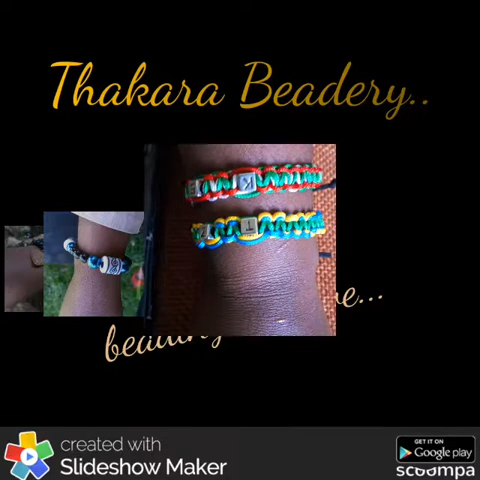 Thakara Beadery..
K
T
created with
Slideshow Maker
GET IT ON
Google play
scoompa